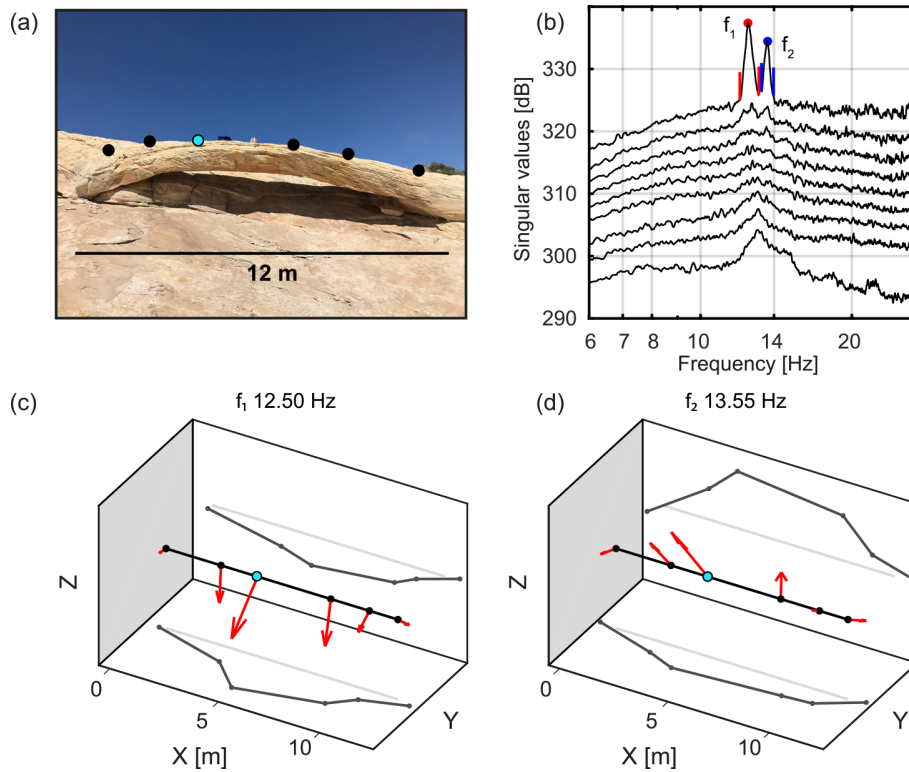 (a)
12 m
(b)
f₁
f₂
Singular values [dB]
330
320
310
300
290
6 7 8 10 14 20
Frequency [Hz]
(c)
f₁ 12.50 Hz
Z
0
5
10
X [m]
Y
(d)
f₂ 13.55 Hz
Z
0
5
10
X [m]
Y